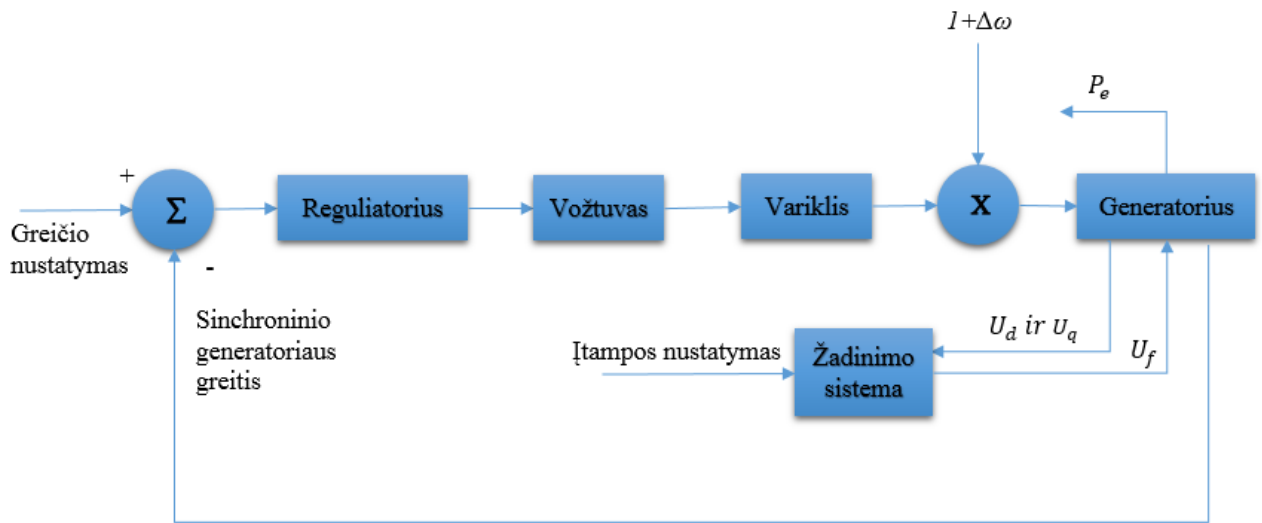 1+Δω
P_e
+
Σ
Reguliatorius
Vožtuvas
Variklis
X
Generatorius
Greičio
nustatymas
-
Sinchroninio
generatoriaus
greitis
Įtampos nustatymas
Žadinimo
sistema
U_d ir U_q
U_f